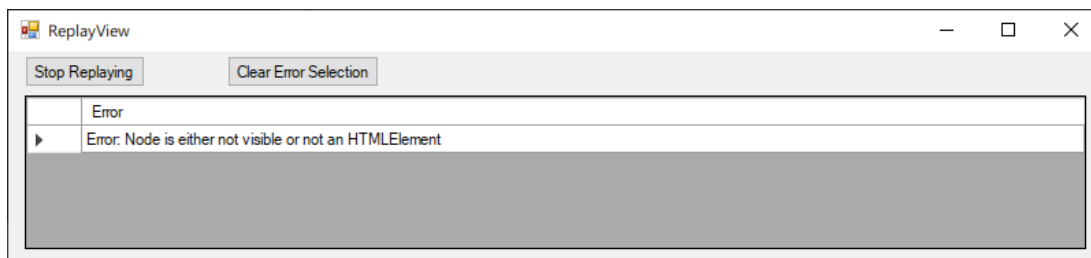 ReplayView
Stop Replaying Clear Error Selection
Error
Error: Node is either not visible or not an HTMLElement